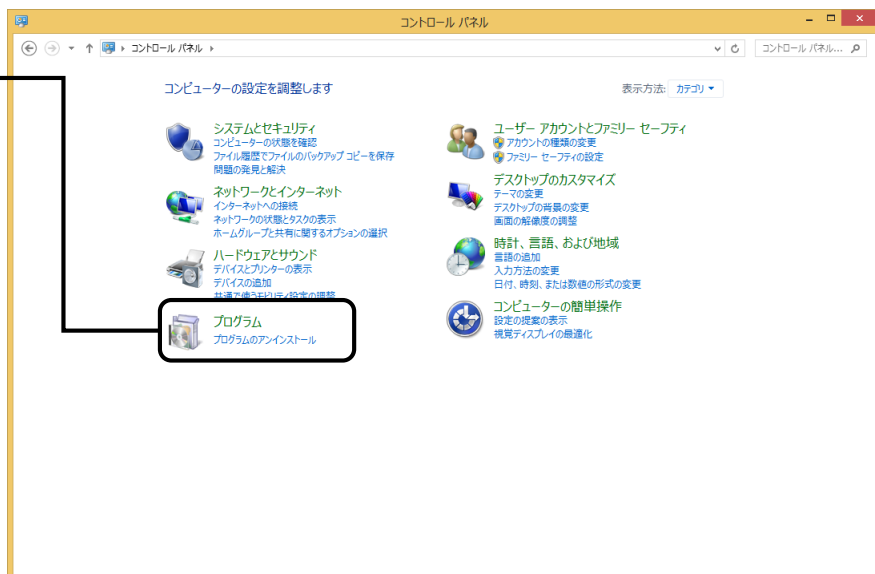 コントロール パネル
コントロール パネル
コントロール パネル...
コンピューターの設定を調整します
表示方法: カテゴリ
システムとセキュリティ
コンピューターの状態を確認
ファイル履歴でファイルのバックアップ コピーを保存
問題の発見と解決
ネットワークとインターネット
インターネットへの接続
ネットワークの状態とタスクの表示
ホームグループと共有に関するオプションの選択
ハードウェアとサウンド
デバイスとプリンターの表示
デバイスの追加
共通で使うモビリティ設定の調整
プログラム
プログラムのアンインストール
ユーザー アカウントとファミリー セーフティ
アカウントの種類の変更
ファミリー セーフティの設定
デスクトップのカスタマイズ
テーマの変更
デスクトップの背景の変更
画面の解像度の調整
時計、言語、および地域
言語の追加
入力方法の変更
日付、時刻、または数値の形式の変更
コンピューターの簡単操作
設定の提案の表示
視覚ディスプレイの最適化